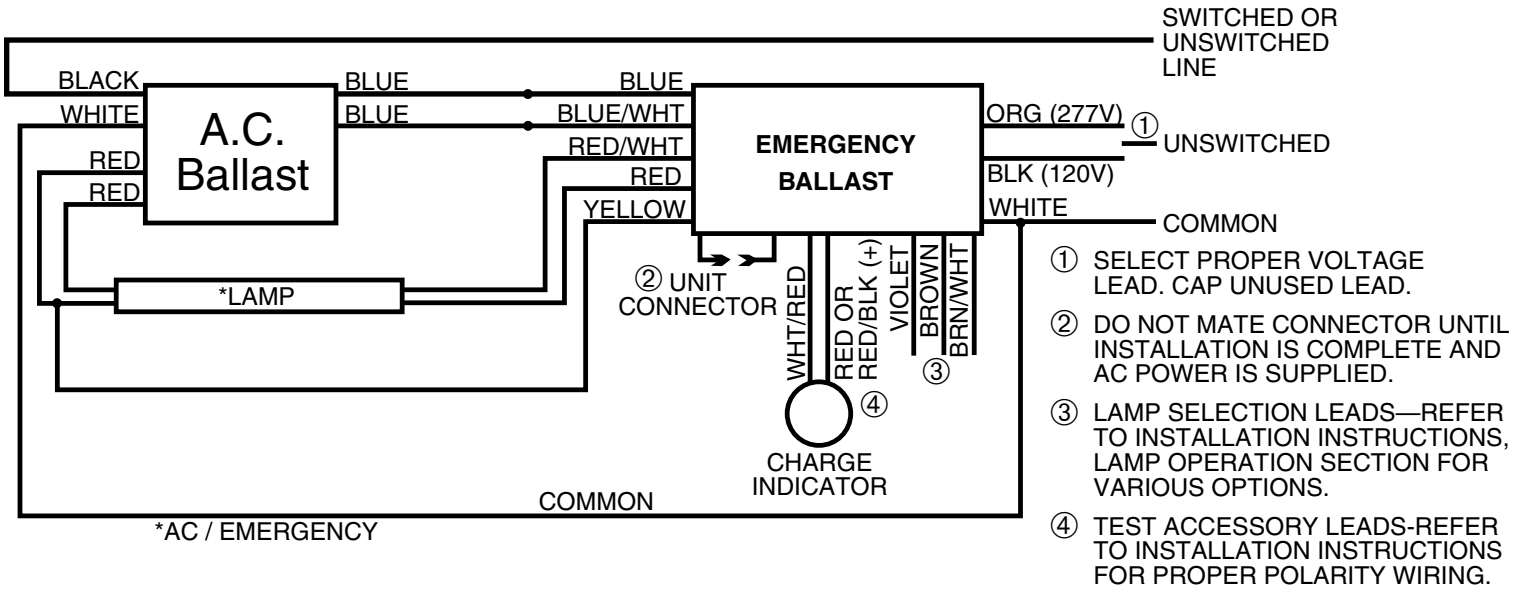 SWITCHED OR
UNSWITCHED
LINE
BLACK
BLUE
BLUE
WHITE
BLUE
BLUE/WHT
ORG (277V)
①
A.C.
Ballast
EMERGENCY
BALLAST
RED
RED/WHT
UNSWITCHED
RED
RED
BLK (120V)
YELLOW
WHITE
COMMON
*LAMP
② UNIT
CONNECTOR
WHT/RED
RED OR
RED/BLK (+)
VIOLET
BROWN
BRN/WHT
③
④
CHARGE
INDICATOR
COMMON
*AC / EMERGENCY
① SELECT PROPER VOLTAGE
LEAD. CAP UNUSED LEAD.
② DO NOT MATE CONNECTOR UNTIL
INSTALLATION IS COMPLETE AND
AC POWER IS SUPPLIED.
③ LAMP SELECTION LEADS—REFER
TO INSTALLATION INSTRUCTIONS,
LAMP OPERATION SECTION FOR
VARIOUS OPTIONS.
④ TEST ACCESSORY LEADS-REFER
TO INSTALLATION INSTRUCTIONS
FOR PROPER POLARITY WIRING.